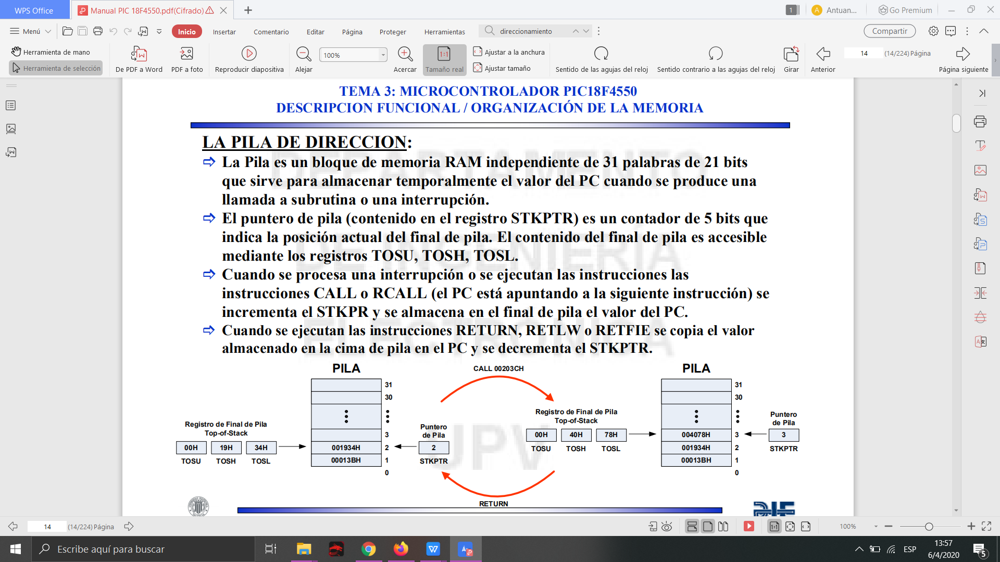 WPS Office
Manual PIC 18F4550.pdf(Cifrado)
1
A
Antuan...
Go Premium
Menú
Inicio
Insertar
Comentario
Editar
Página
Proteger
Herramientas
direccionamiento
Compartir
Herramienta de mano
Herramienta de selección
De PDF a Word
PDF a foto
Reproducir diapositiva
Alejar
100%
Acercar
1:1
Tamaño real
Ajustar a la anchura
Ajustar tamaño
Sentido de las agujas del reloj
Sentido contrario a las agujas del reloj
Girar
Anterior
14
(14/224) Página
Página siguiente
TEMA 3: MICROCONTROLADOR PIC18F4550
DESCRIPCION FUNCIONAL / ORGANIZACIÓN DE LA MEMORIA
DEPARTAMENTO
DE INGENIERÍA
ELECTRONICA
UPV
LA PILA DE DIRECCION:
La Pila es un bloque de memoria RAM independiente de 31 palabras de 21 bits
que sirve para almacenar temporalmente el valor del PC cuando se produce una
llamada a subrutina o una interrupción.
El puntero de pila (contenido en el registro STKPTR) es un contador de 5 bits que
indica la posición actual del final de pila. El contenido del final de pila es accesible
mediante los registros TOSU, TOSH, TOSL.
Cuando se procesa una interrupción o se ejecutan las instrucciones las
instrucciones CALL o RCALL (el PC está apuntando a la siguiente instrucción) se
incrementa el STKPR y se almacena en el final de pila el valor del PC.
Cuando se ejecutan las instrucciones RETURN, RETLW o RETFIE se copia el valor
almacenado en la cima de pila en el PC y se decrementa el STKPTR.
PILA
31
30
3
001934H 2
00013BH 1
0
Registro de Final de Pila
Top-of-Stack
00H 19H 34H
TOSU TOSH TOSL
Puntero
de Pila
2
STKPTR
CALL 00203CH
RETURN
Registro de Final de Pila
Top-of-Stack
00H 40H 78H
TOSU TOSH TOSL
PILA
31
30
004078H 3
001934H 2
00013BH 1
0
Puntero
de Pila
3
STKPTR
14
(14/224) Página
1:1
100%
Escribe aquí para buscar
ESP
13:57
6/4/2020
5